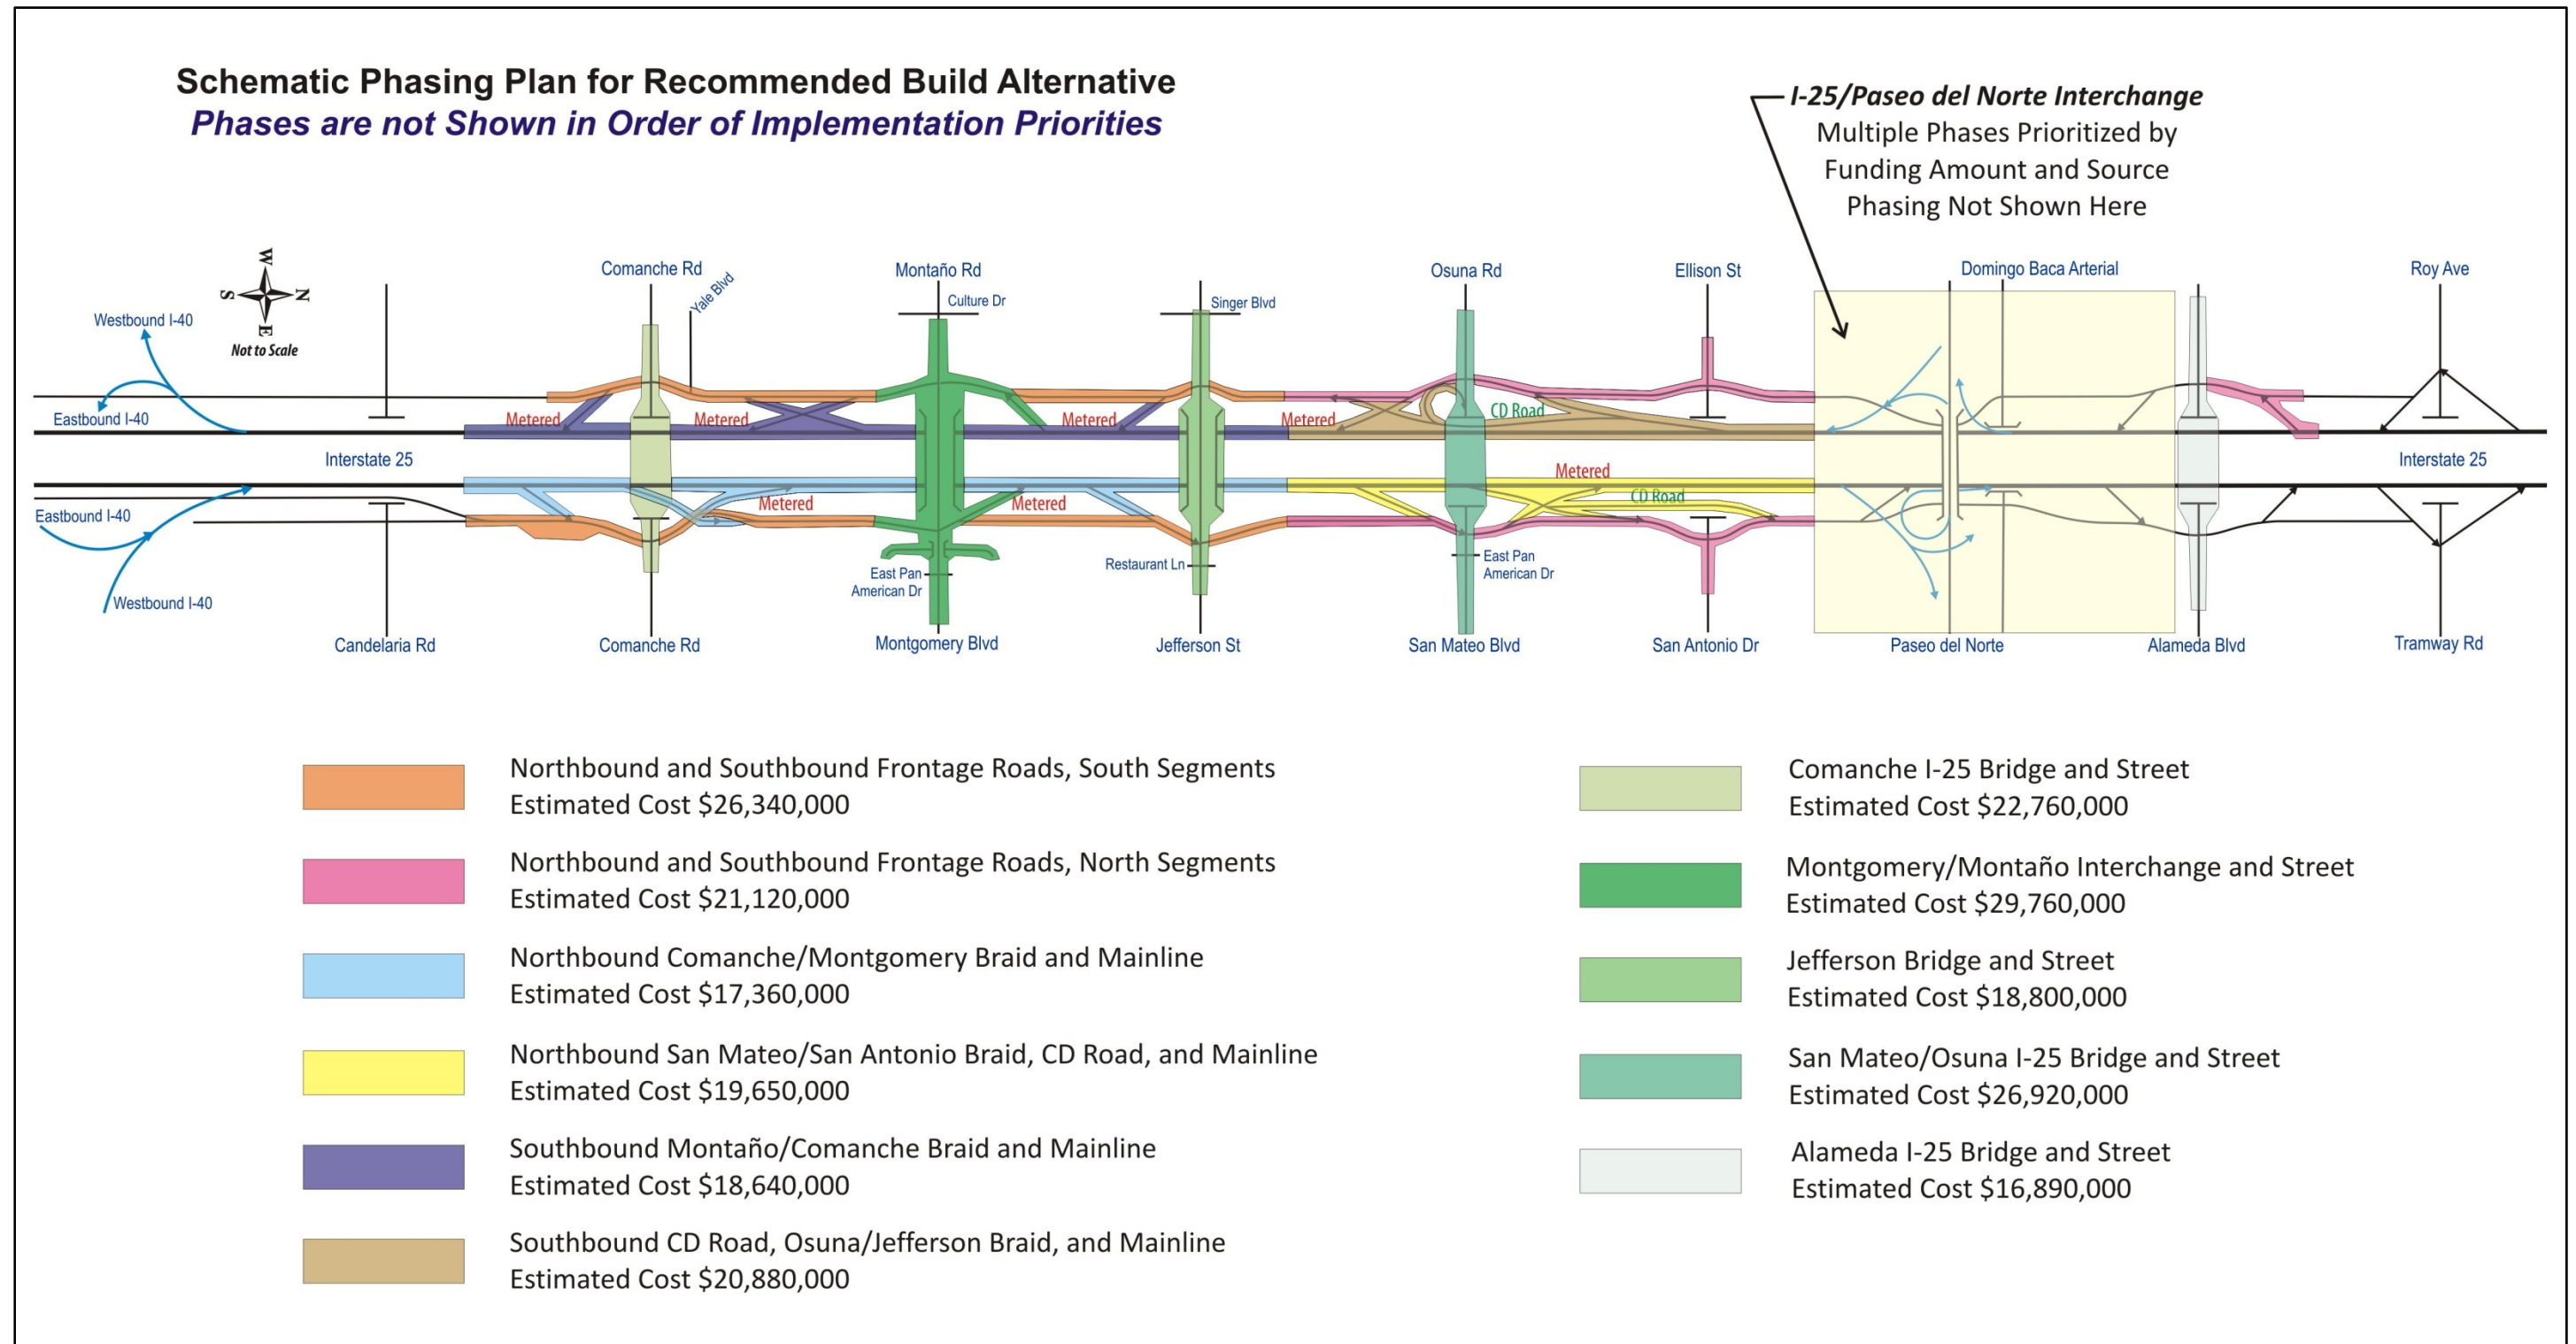 Schematic Phasing Plan for Recommended Build Alternative
Phases are not Shown in Order of Implementation Priorities
I-25/Paseo del Norte Interchange
Multiple Phases Prioritized by
Funding Amount and Source
Phasing Not Shown Here
W
N
S
E
Not to Scale
Comanche Rd
Yale Blvd
Montaño Rd
Culture Dr
Singer Blvd
Osuna Rd
Ellison St
Domingo Baca Arterial
Roy Ave
Westbound I-40
Eastbound I-40
Metered
Metered
Metered
Metered
CD Road
Interstate 25
Interstate 25
Metered
CD Road
Eastbound I-40
Metered
Metered
Westbound I-40
East Pan
American Dr
Restaurant Ln
East Pan
American Dr
Candelaria Rd
Comanche Rd
Montgomery Blvd
Jefferson St
San Mateo Blvd
San Antonio Dr
Paseo del Norte
Alameda Blvd
Tramway Rd
Northbound and Southbound Frontage Roads, South Segments
Estimated Cost $26,340,000
Northbound and Southbound Frontage Roads, North Segments
Estimated Cost $21,120,000
Northbound Comanche/Montgomery Braid and Mainline
Estimated Cost $17,360,000
Northbound San Mateo/San Antonio Braid, CD Road, and Mainline
Estimated Cost $19,650,000
Southbound Montaño/Comanche Braid and Mainline
Estimated Cost $18,640,000
Southbound CD Road, Osuna/Jefferson Braid, and Mainline
Estimated Cost $20,880,000
Comanche I-25 Bridge and Street
Estimated Cost $22,760,000
Montgomery/Montaño Interchange and Street
Estimated Cost $29,760,000
Jefferson Bridge and Street
Estimated Cost $18,800,000
San Mateo/Osuna I-25 Bridge and Street
Estimated Cost $26,920,000
Alameda I-25 Bridge and Street
Estimated Cost $16,890,000